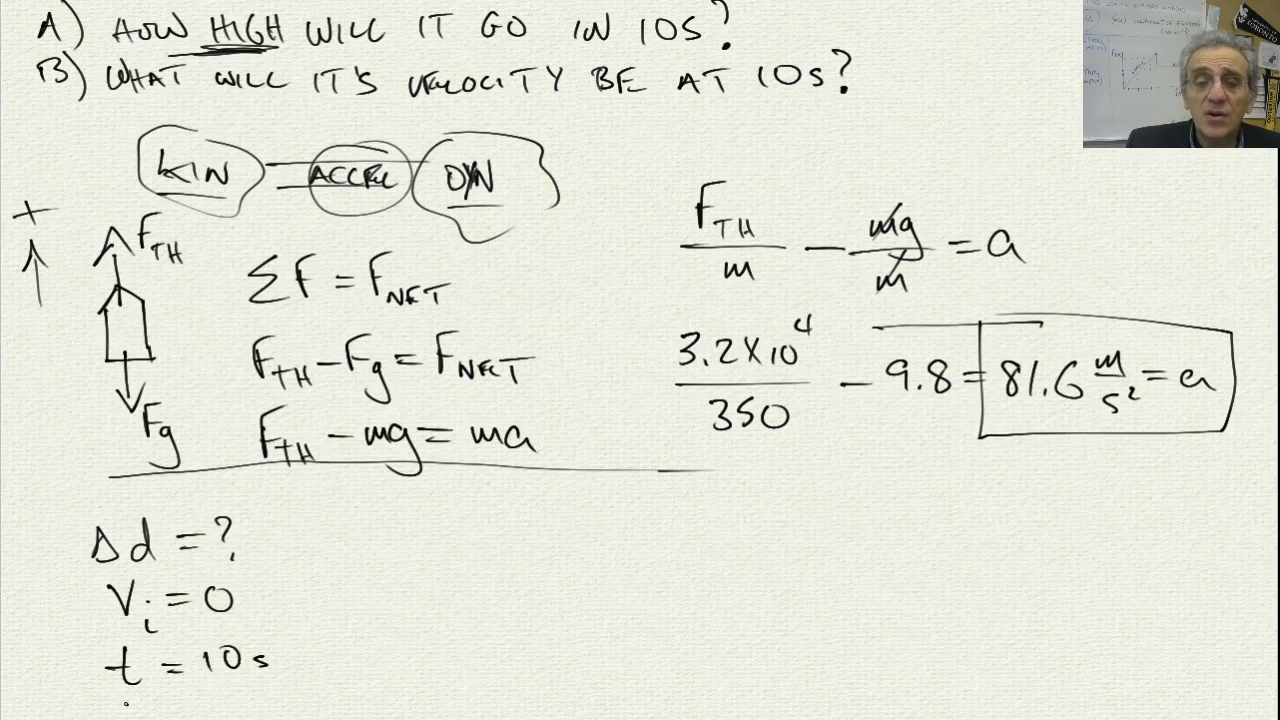 A) HOW HIGH WILL IT GO IN 10S?
B) WHAT WILL IT'S VELOCITY BE AT 10s?
KIN ACCEL DYN
+
F_TH
F_g
ΣF = F_NET
F_TH - F_g = F_NET
F_TH - mg = ma
F_TH/m - mg/m = a
3.2 X 10^4/350 - 9.8 = 81.6 m/s² = a
Δd = ?
V_i = 0
t = 10s
TORONTO